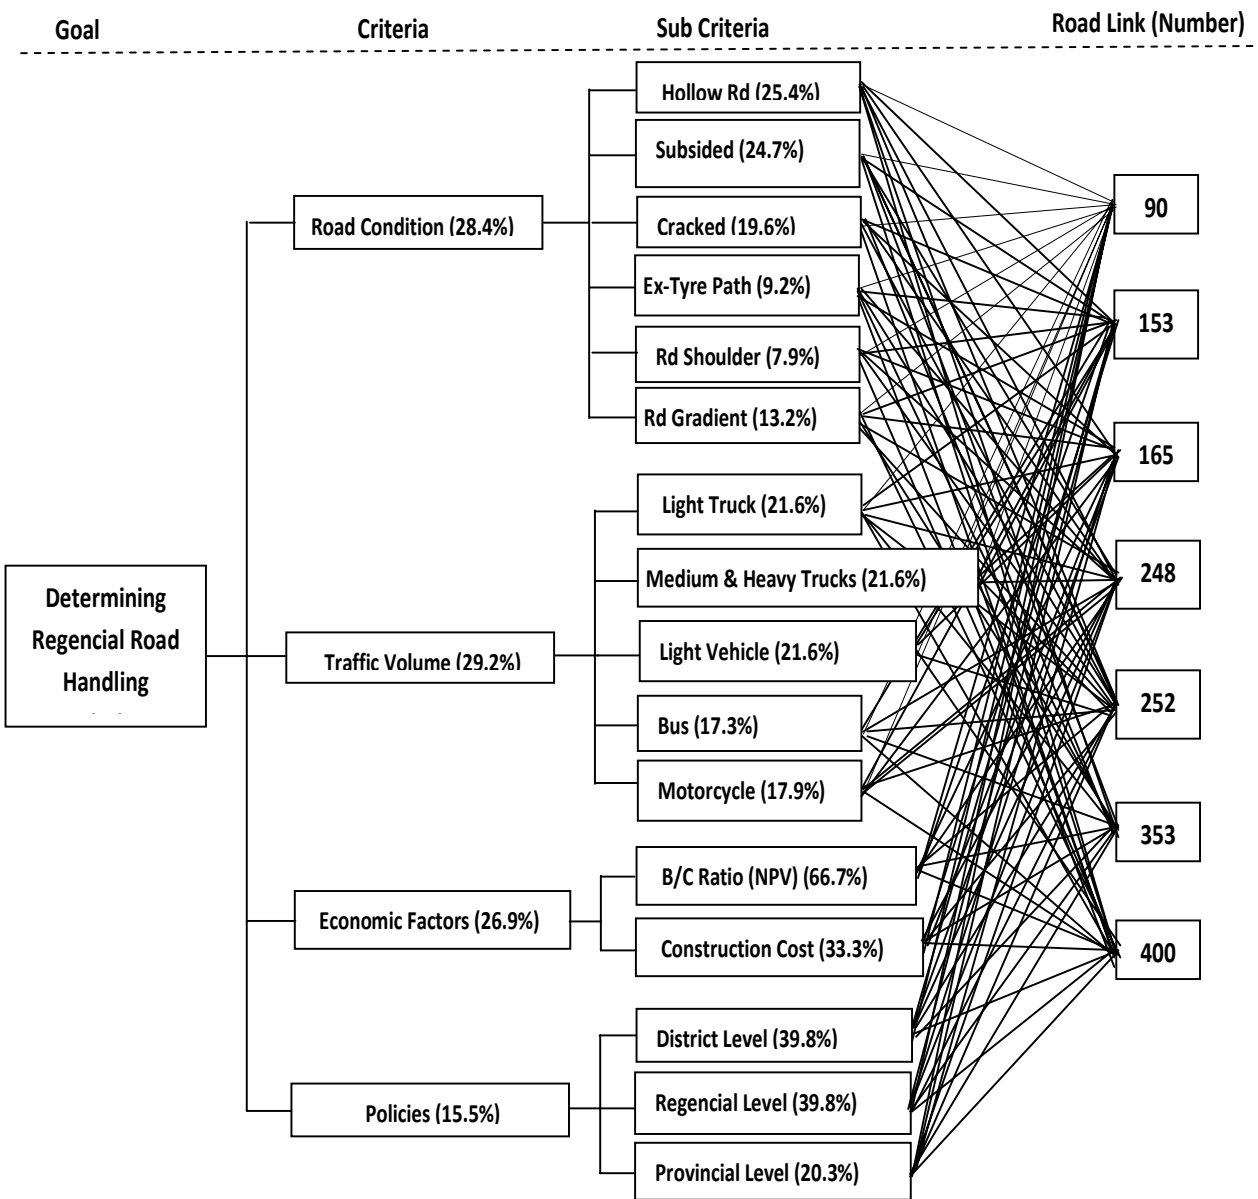 Goal
Criteria
Sub Criteria
Road Link (Number)
Hollow Rd (25.4%)
Subsided (24.7%)
Road Condition (28.4%)
Cracked (19.6%)
Ex-Tyre Path (9.2%)
Rd Shoulder (7.9%)
Rd Gradient (13.2%)
Light Truck (21.6%)
Medium & Heavy Trucks (21.6%)
Determining
Regencial Road
Handling
Traffic Volume (29.2%)
Light Vehicle (21.6%)
Bus (17.3%)
Motorcycle (17.9%)
B/C Ratio (NPV) (66.7%)
Economic Factors (26.9%)
Construction Cost (33.3%)
District Level (39.8%)
Policies (15.5%)
Regencial Level (39.8%)
Provincial Level (20.3%)
90
153
165
248
252
353
400